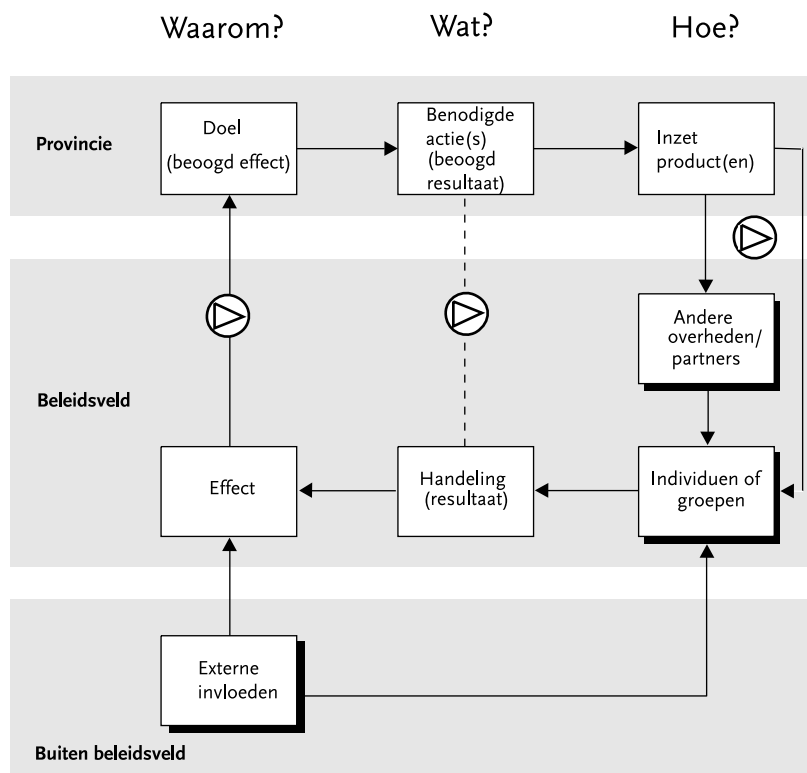 Waarom? Wat? Hoe?
Provincie
Doel
(beoogd effect)
Benodigde
actie(s)
(beoogd
resultaat)
Inzet
product(en)
Andere
overheden/
partners
Beleidsveld
Effect
Handeling
(resultaat)
Individuen of
groepen
Externe
invloeden
Buiten beleidsveld